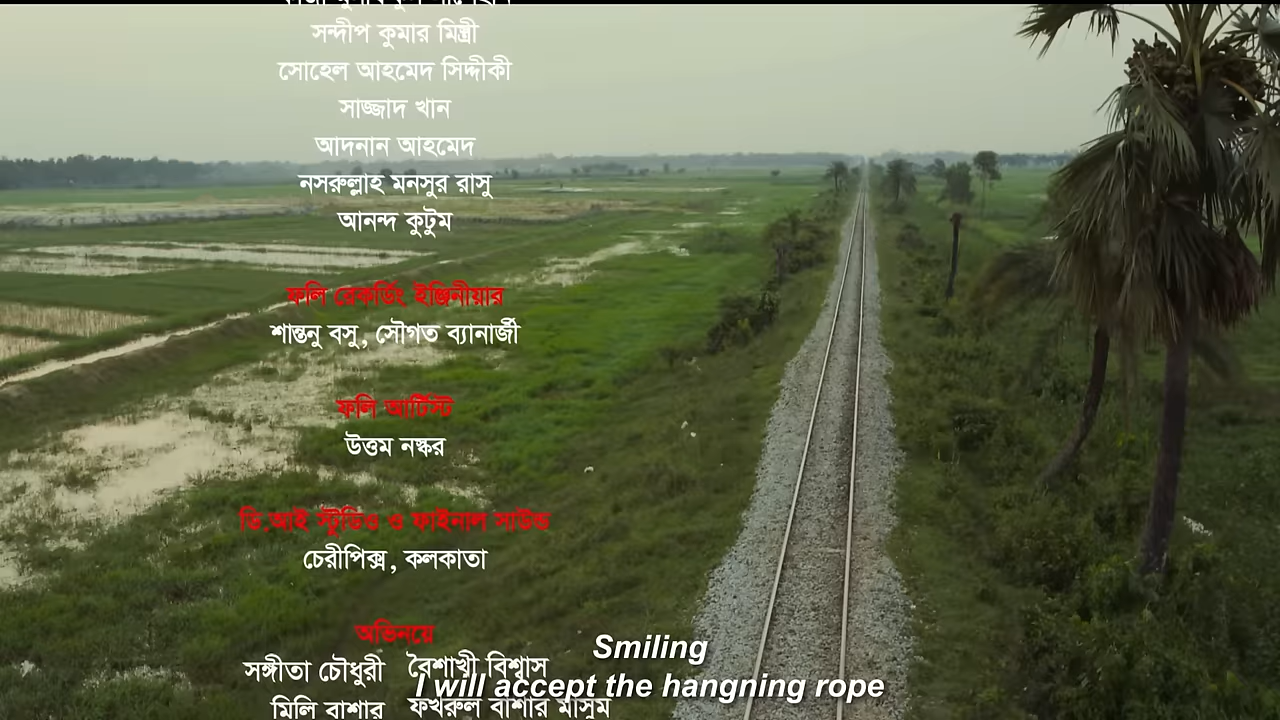 সন্দীপ কুমার মিস্ত্রী
সোহেল আহমেদ সিদ্দীকী
সাজ্জাদ খান
আদনান আহমেদ
নসরুল্লাহ মনসুর রাসু
আনন্দ কুটুম
ফলি রেকর্ডিং ইঞ্জিনীয়ার
শান্তনু বসু, সৌগত ব্যানার্জী
ফলি আর্টিস্ট
উত্তম নস্কর
ডি.আই স্টুডিও ও ফাইনাল সাউন্ড
চেরীপিক্স, কলকাতা
অভিনয়ে
সঙ্গীতা চৌধুরী বৈশাখী বিশ্বাস
মিলি বাশার ফখরুল বাশার মাসুম
Smiling
I will accept the hangning rope